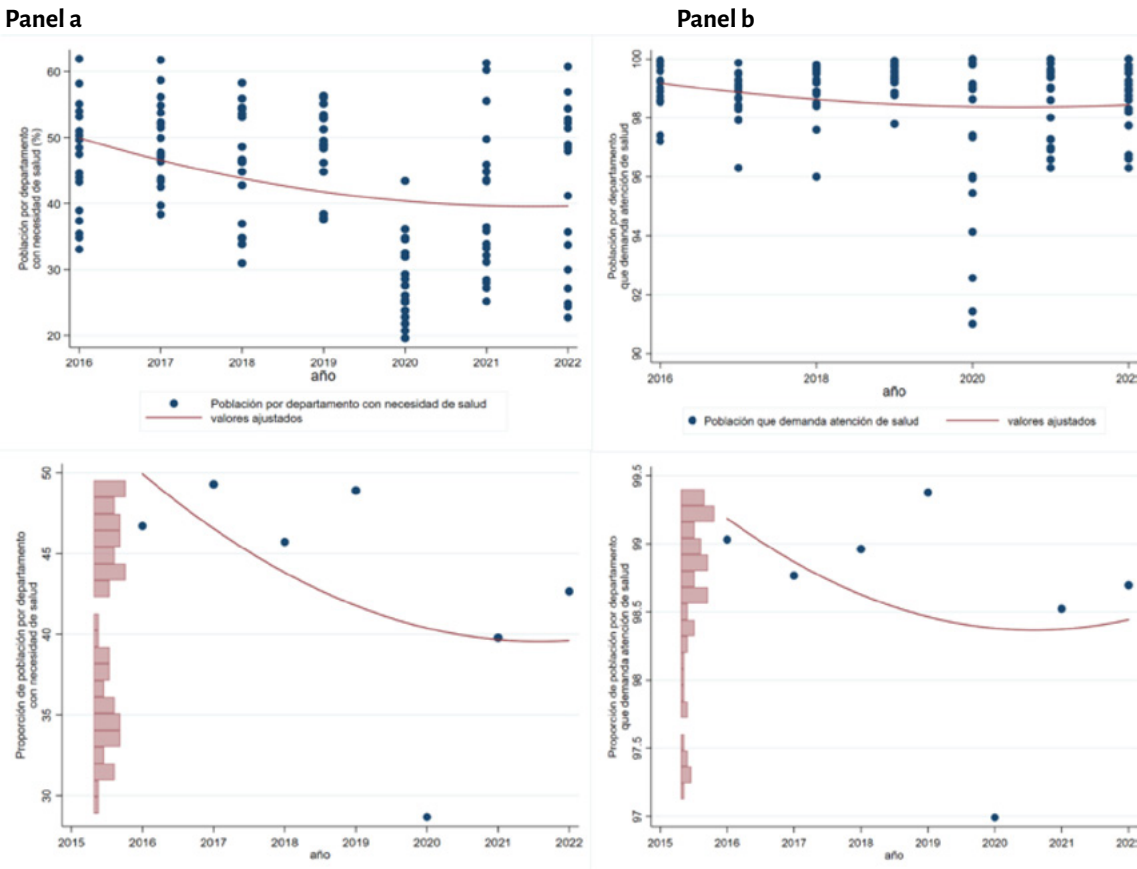 Panel a
Panel b
60
50
40
30
20
Población por departamento
con necesidad de salud (%)
2016 2017 2018 2019 2020 2021 2022
año
Población por departamento con necesidad de salud
valores ajustados
100
98
96
94
92
90
Población por departamento
que demanda atención de salud
2016 2018 2020 202
año
Población que demanda atención de salud valores ajustados
50
45
40
35
30
Proporción de población por departamento
con necesidad de salud
2015 2016 2017 2018 2019 2020 2021 2022
año
99.5
99
98.5
98
97.5
97
Proporción de población por departamento
que demanda atención de salud
2015 2016 2017 2018 2019 2020 2021 202
año